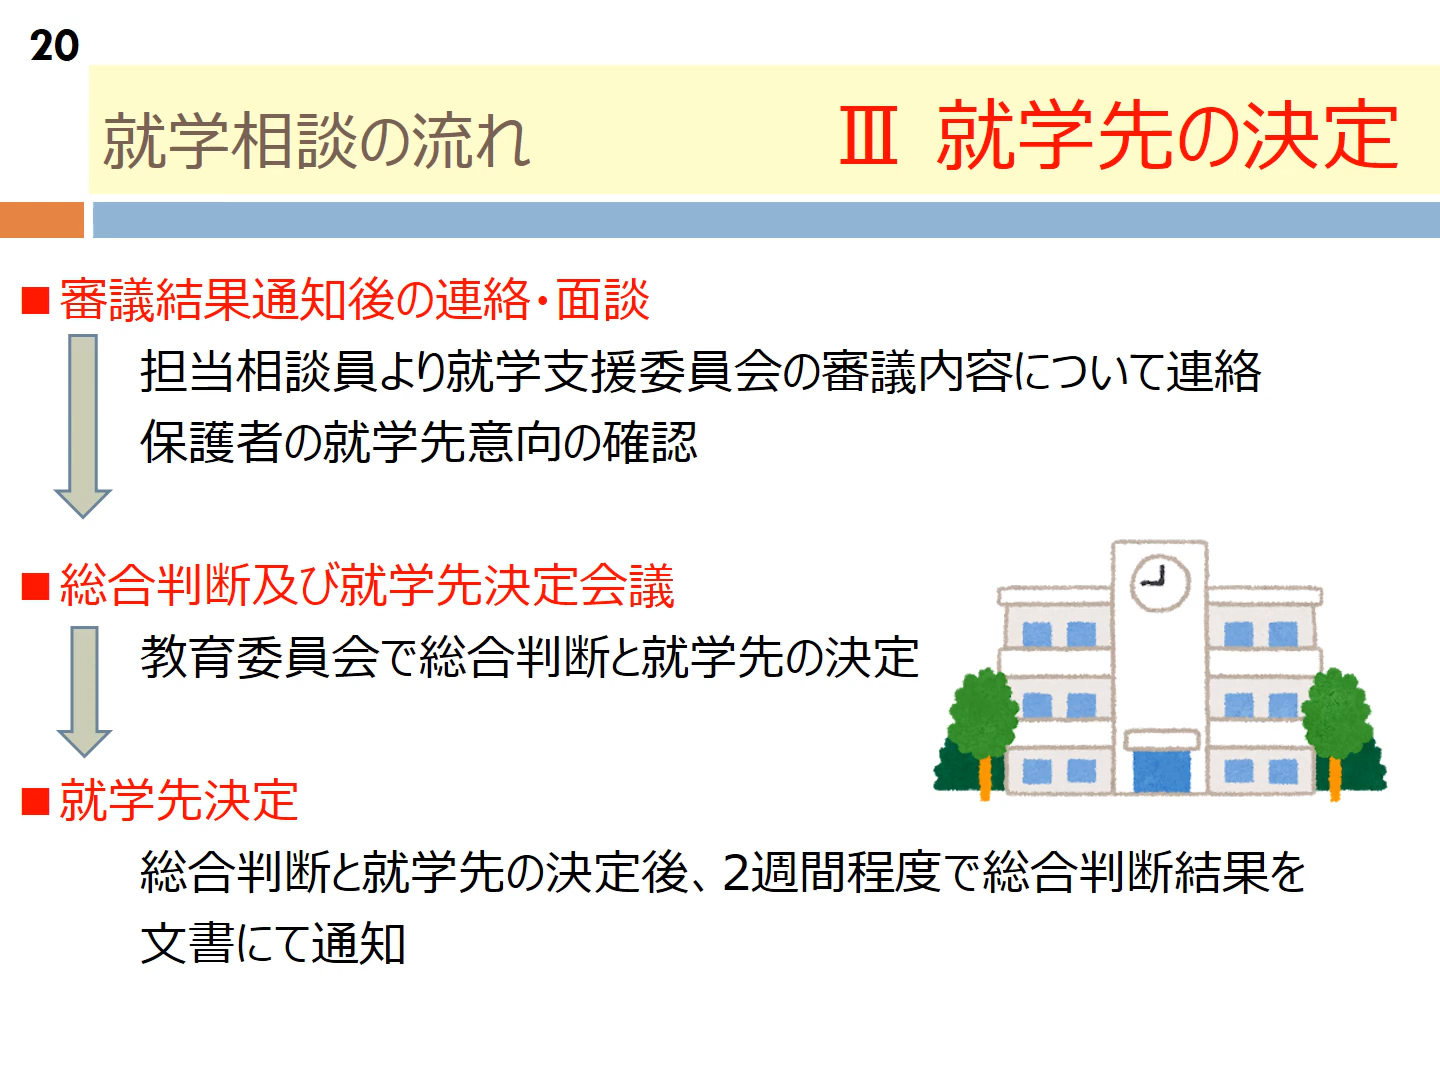 20
就学相談の流れ Ⅲ 就学先の決定
■審議結果通知後の連絡・面談
担当相談員より就学支援委員会の審議内容について連絡
保護者の就学先意向の確認
■総合判断及び就学先決定会議
教育委員会で総合判断と就学先の決定
■就学先決定
総合判断と就学先の決定後、2週間程度で総合判断結果を
文書にて通知